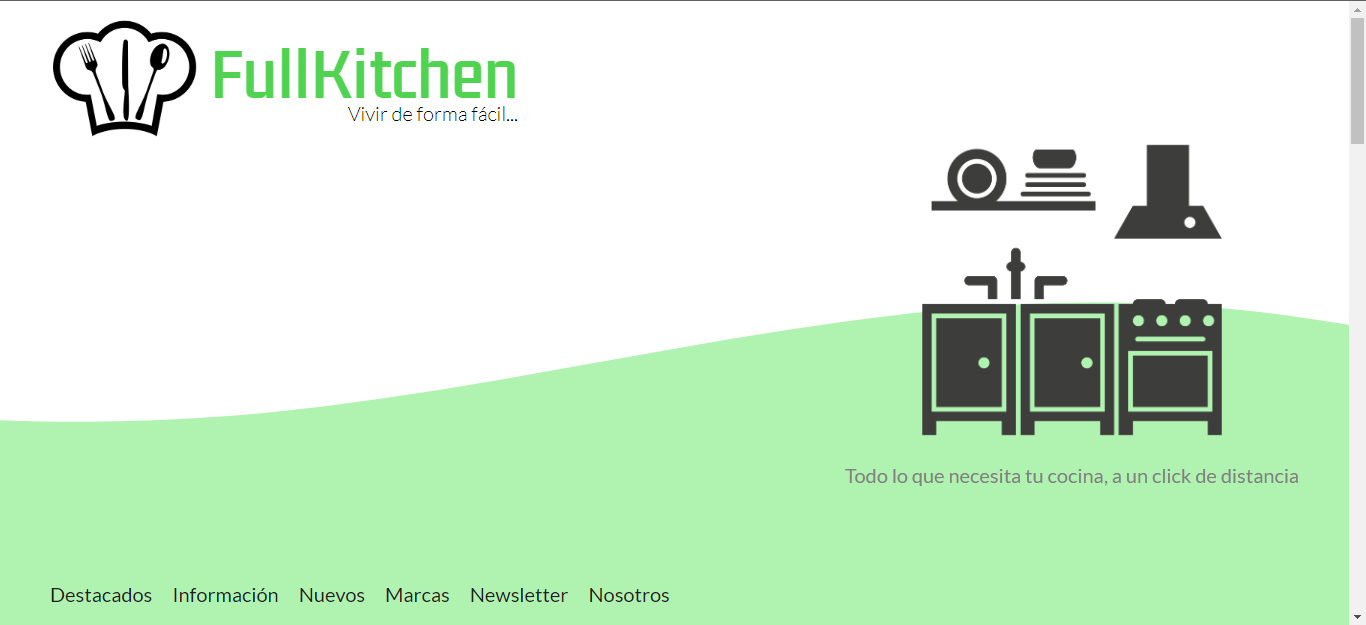 FullKitchen
Vivir de forma fácil...
Todo lo que necesita tu cocina, a un click de distancia
Destacados Información Nuevos Marcas Newsletter Nosotros